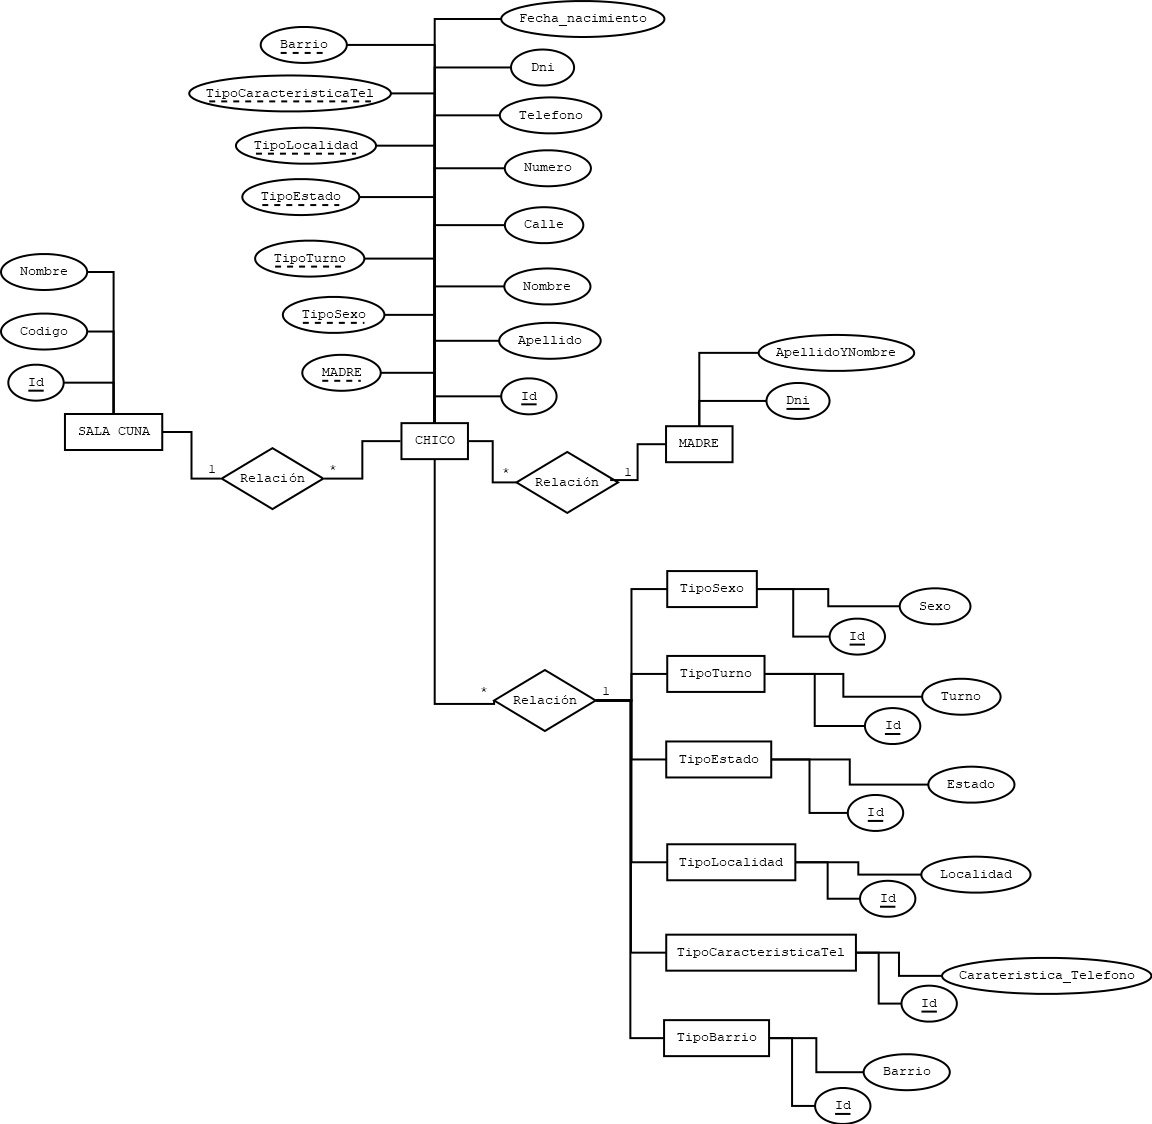 Fecha_nacimiento
Barrio
Dni
TipoCaracteristicaTel
Telefono
TipoLocalidad
Numero
TipoEstado
Calle
TipoTurno
Nombre
Nombre
TipoSexo
Codigo
Apellido
ApellidoYNombre
MADRE
Id
Id
Dni
SALA CUNA
CHICO
MADRE
1
Relación
*
*
Relación
1
TipoSexo
Sexo
Id
TipoTurno
*
Relación
1
Turno
Id
TipoEstado
Estado
Id
TipoLocalidad
Localidad
Id
TipoCaracteristicaTel
Carateristica_Telefono
Id
TipoBarrio
Barrio
Id